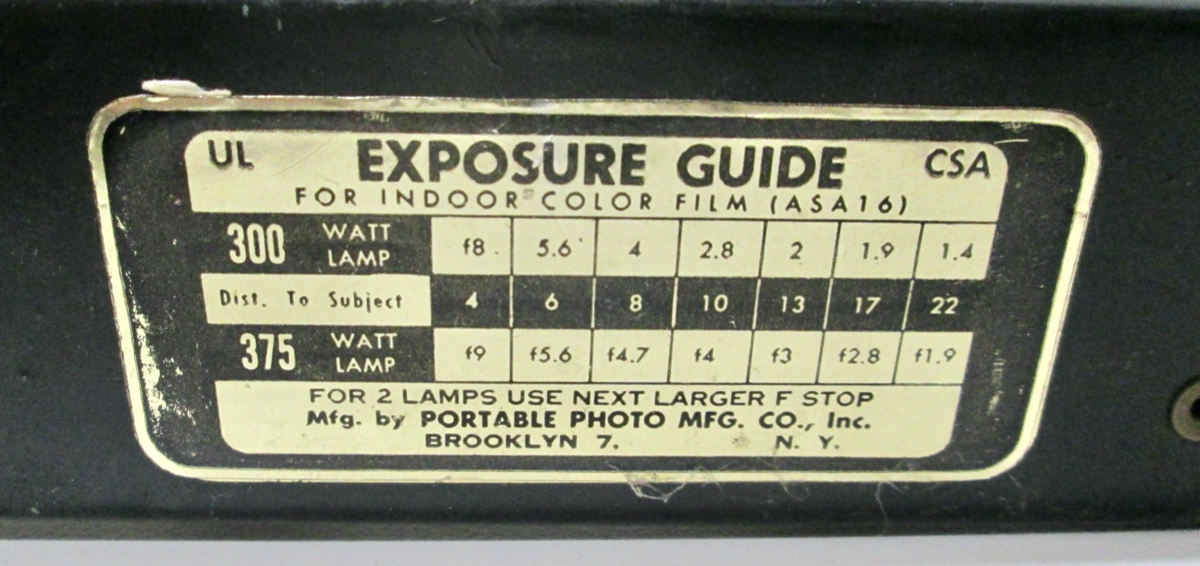 UL EXPOSURE GUIDE CSA
FOR INDOOR COLOR FILM (ASA16)
300 WATT LAMP f8 5.6 4 2.8 2 1.9 1.4
Dist. To Subject 4 6 8 10 13 17 22
375 WATT LAMP f9 f5.6 f4.7 f4 f3 f2.8 f1.9
FOR 2 LAMPS USE NEXT LARGER F STOP
Mfg. by PORTABLE PHOTO MFG. CO., Inc.
BROOKLYN 7. N. Y.